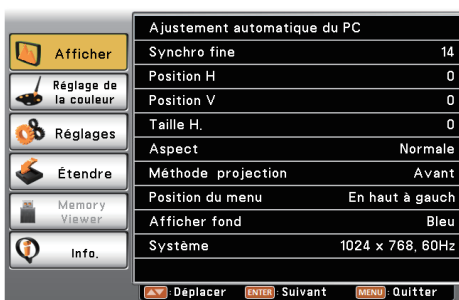 Afficher
Réglage de
la couleur
Réglages
Étendre
Memory
Viewer
Info.
Ajustement automatique du PC
Synchro fine 14
Position H 0
Position V 0
Taille H. 0
Aspect Normale
Méthode projection Avant
Position du menu En haut à gauch
Afficher fond Bleu
Système 1024 x 768, 60Hz
: Déplacer ENTER : Suivant MENU : Quitter